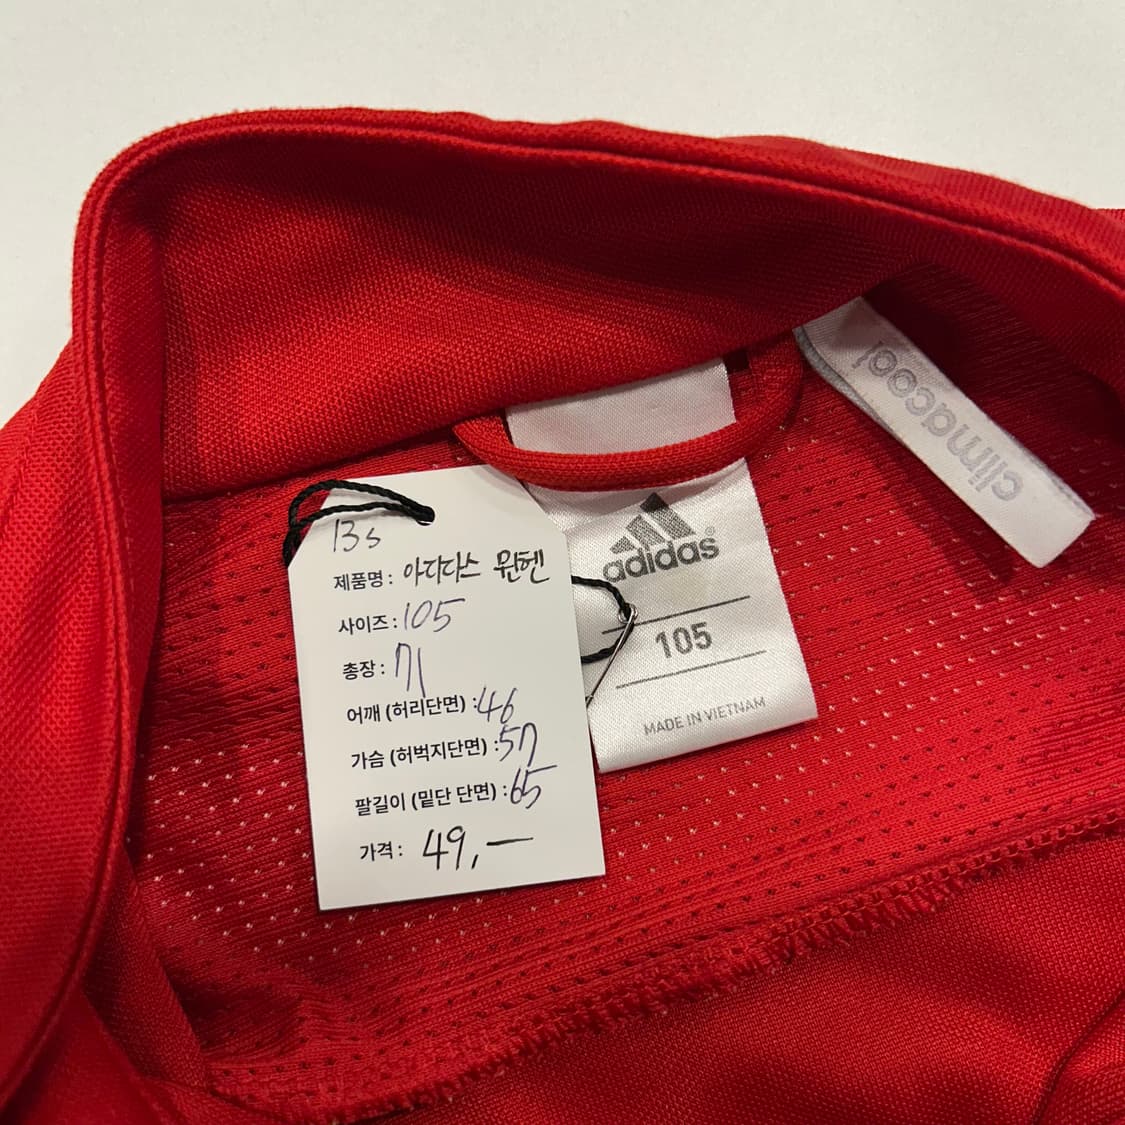 13s
제품명 : 아디다스 뮌헨
사이즈 : 105
총장 : 71
어깨 (허리단면) : 46
가슴 (허벅지단면) : 57
팔길이 (밑단 단면) : 65
가격 : 49,—
adidas®
105
MADE IN VIETNAM
climacool